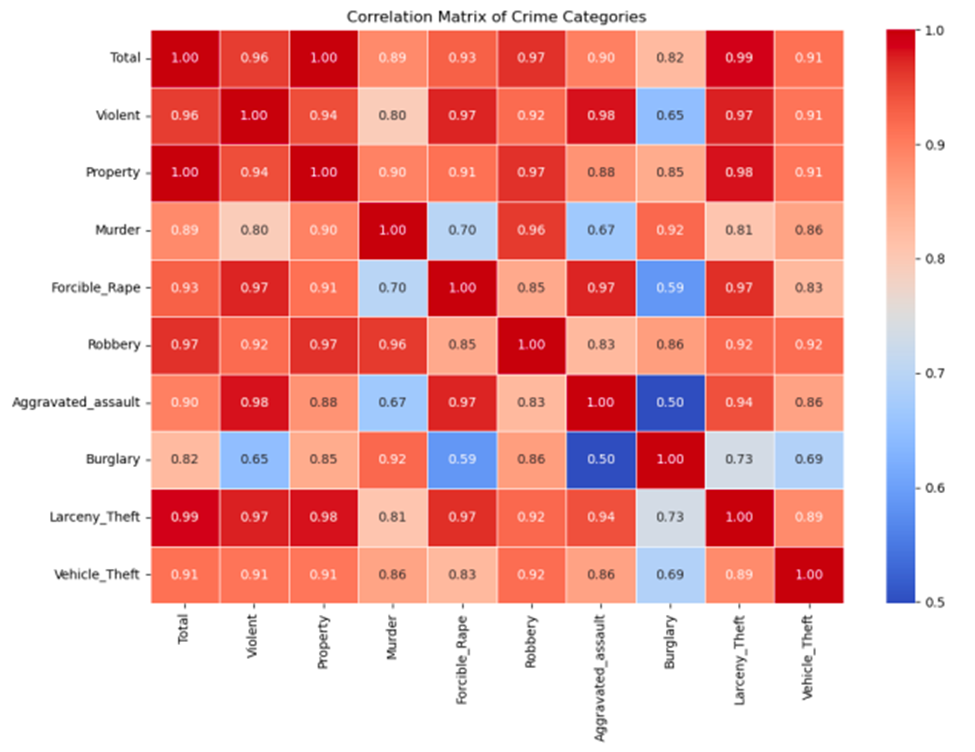 Correlation Matrix of Crime Categories
Total 1.00 0.96 1.00 0.89 0.93 0.97 0.90 0.82 0.99 0.91
Violent 0.96 1.00 0.94 0.80 0.97 0.92 0.98 0.65 0.97 0.91
Property 1.00 0.94 1.00 0.90 0.91 0.97 0.88 0.85 0.98 0.91
Murder 0.89 0.80 0.90 1.00 0.70 0.96 0.67 0.92 0.81 0.86
Forcible_Rape 0.93 0.97 0.91 0.70 1.00 0.85 0.97 0.59 0.97 0.83
Robbery 0.97 0.92 0.97 0.96 0.85 1.00 0.83 0.86 0.92 0.92
Aggravated_assault 0.90 0.98 0.88 0.67 0.97 0.83 1.00 0.50 0.94 0.86
Burglary 0.82 0.65 0.85 0.92 0.59 0.86 0.50 1.00 0.73 0.69
Larceny_Theft 0.99 0.97 0.98 0.81 0.97 0.92 0.94 0.73 1.00 0.89
Vehicle_Theft 0.91 0.91 0.91 0.86 0.83 0.92 0.86 0.69 0.89 1.00
Total
Violent
Property
Murder
Forcible_Rape
Robbery
Aggravated_assault
Burglary
Larceny_Theft
Vehicle_Theft
1.0
0.9
0.8
0.7
0.6
0.5